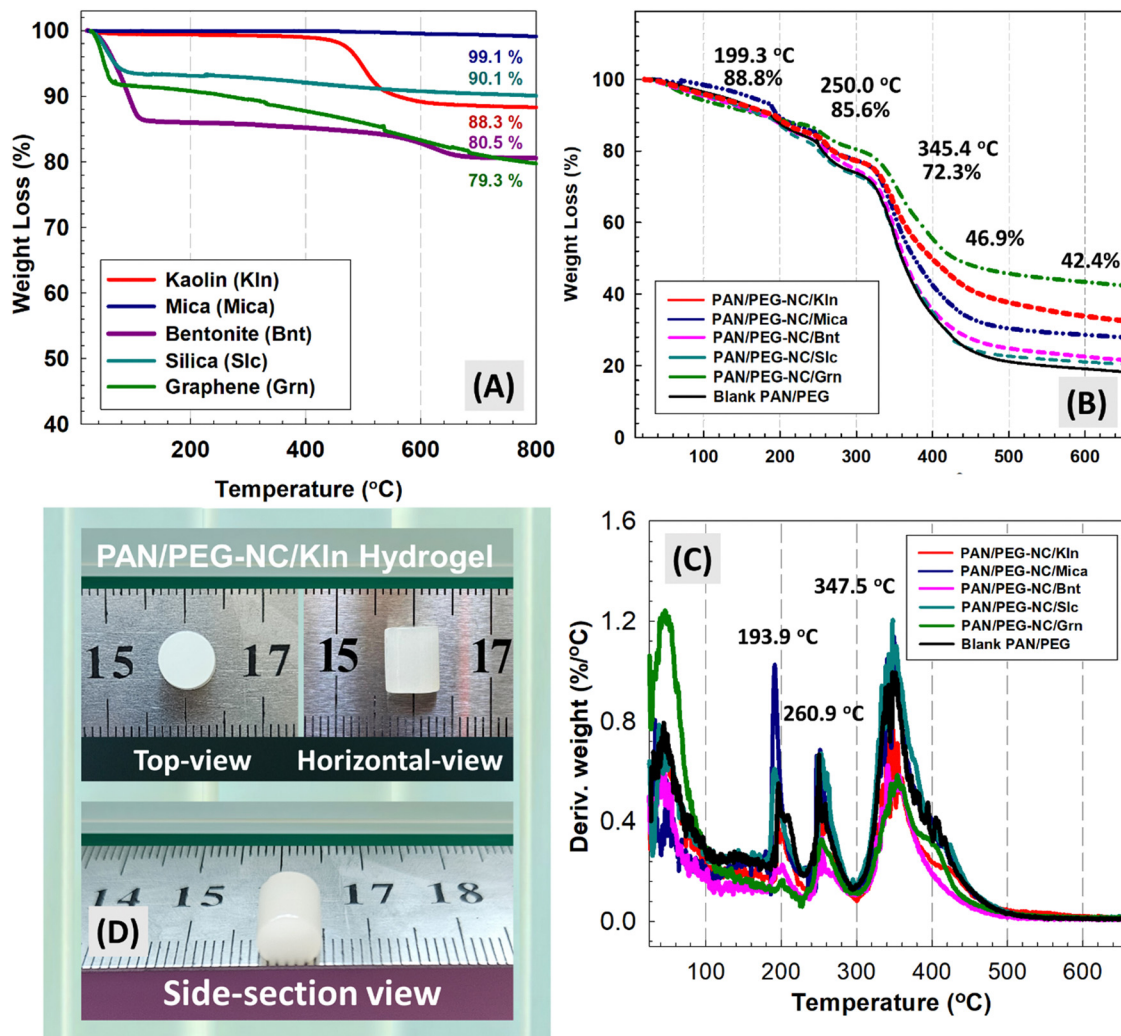 100
90
80
70
60
50
40
Weight Loss (%)
99.1 %
90.1 %
88.3 %
80.5 %
79.3 %
Kaolin (Kln)
Mica (Mica)
Bentonite (Bnt)
Silica (Slc)
Graphene (Grn)
(A)
200 400 600 800
Temperature (oC)
100
80
60
40
20
0
Weight Loss (%)
199.3 °C
88.8%
250.0 °C
85.6%
345.4 °C
72.3%
46.9%
42.4%
PAN/PEG-NC/Kln
PAN/PEG-NC/Mica
PAN/PEG-NC/Bnt
PAN/PEG-NC/Slc
PAN/PEG-NC/Grn
Blank PAN/PEG
(B)
100 200 300 400 500 600
PAN/PEG-NC/Kln Hydrogel
15 17
15 17
Top-view
Horizontal-view
14 15 17 18
(D)
Side-section view
1.6
1.2
0.8
0.4
0.0
Deriv. weight (%/°C)
(C)
347.5 °C
193.9 °C
260.9 °C
PAN/PEG-NC/Kln
PAN/PEG-NC/Mica
PAN/PEG-NC/Bnt
PAN/PEG-NC/Slc
PAN/PEG-NC/Grn
Blank PAN/PEG
100 200 300 400 500 600
Temperature (°C)